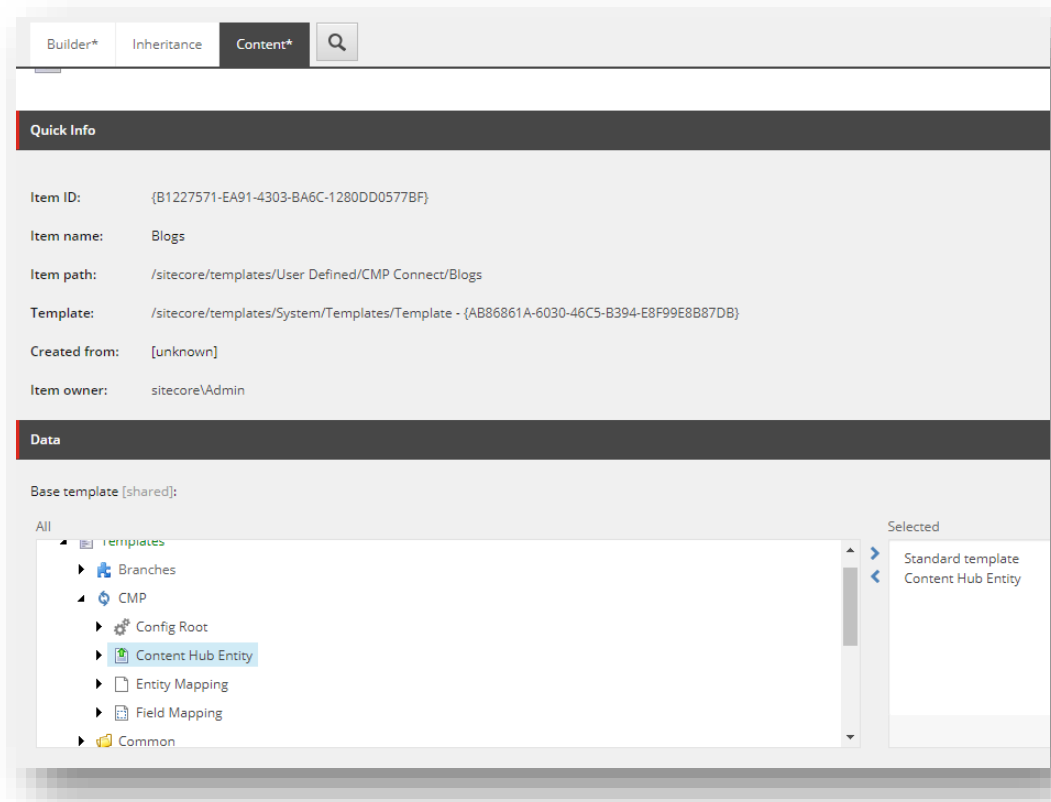 Builder* Inheritance Content*
Quick Info
Item ID: {B1227571-EA91-4303-BA6C-1280DD0577BF}
Item name: Blogs
Item path: /sitecore/templates/User Defined/CMP Connect/Blogs
Template: /sitecore/templates/System/Templates/Template - {AB86861A-6030-46C5-B394-E8F99E8B87DB}
Created from: [unknown]
Item owner: sitecore\Admin
Data
Base template [shared]:
All
Templates
Branches
CMP
Config Root
Content Hub Entity
Entity Mapping
Field Mapping
Common
Selected
Standard template
Content Hub Entity